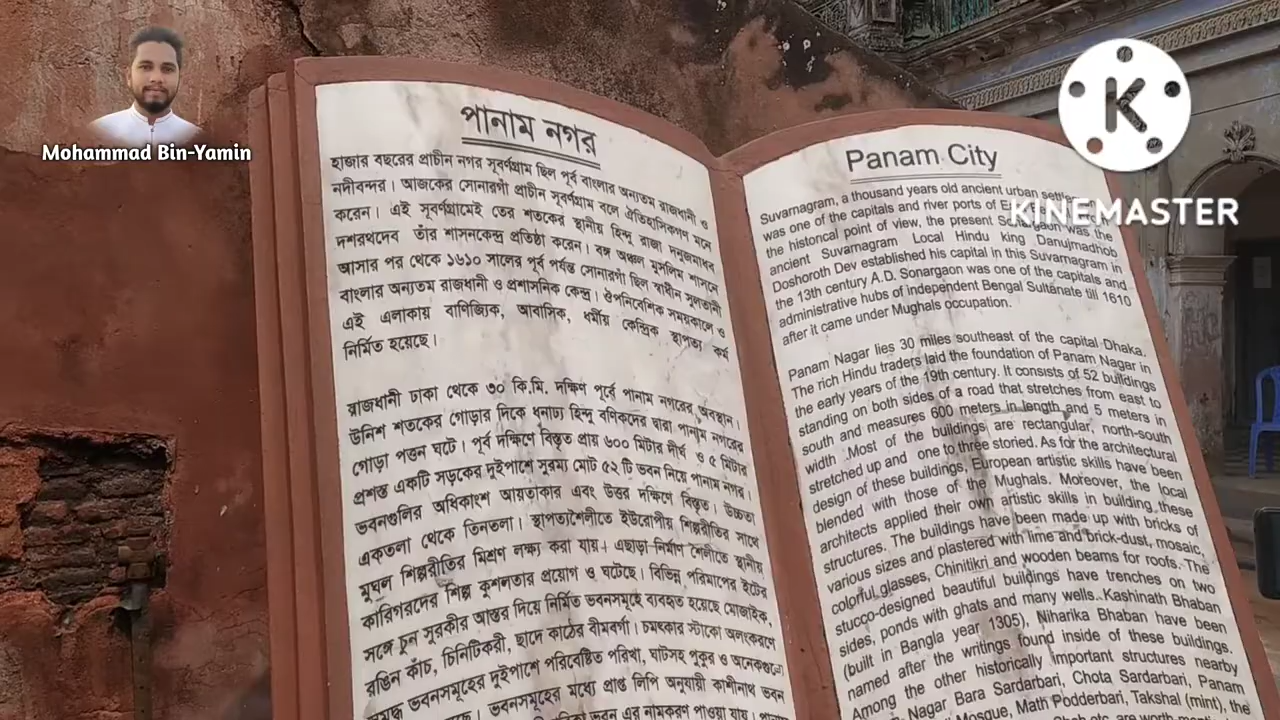 Mohammad Bin-Yamin
KINEMASTER
পানাম নগর
হাজার বছরের প্রাচীন নগর সূবর্ণগ্রাম ছিল পূর্ব বাংলার অন্যতম রাজধানী ও
নদীবন্দর। আজকের সোনারগাঁ প্রাচীন সূবর্ণগ্রাম বলে ঐতিহাসিকগণ মনে
করেন। এই সূবর্ণগ্রামেই তের শতকের স্থানীয় হিন্দু রাজা দনুজমাধব
দশরথদেব তাঁর শাসনকেন্দ্র প্রতিষ্ঠা করেন। বঙ্গ অঞ্চল মুসলিম শাসনে
আসার পর থেকে ১৬১০ সালের পূর্ব পর্যন্ত সোনারগাঁ ছিল স্বাধীন সুলতানী
বাংলার অন্যতম রাজধানী ও প্রশাসনিক কেন্দ্র। ঔপনিবেশিক সময়কালে ও
এই এলাকায় বাণিজ্যিক, আবাসিক, ধর্মীয় কেন্দ্রিক স্থাপত্য কর্ম
নির্মিত হয়েছে।
রাজধানী ঢাকা থেকে ৩০ কি.মি. দক্ষিণ পূর্বে পানাম নগরের অবস্থান।
উনিশ শতকের গোড়ার দিকে ধনাঢ্য হিন্দু বণিকদের দ্বারা পানাম নগরের
গোড়া পত্তন ঘটে। পূর্ব দক্ষিণে বিস্তৃত প্রায় ৬০০ মিটার দীর্ঘ ও ৫ মিটার
প্রশস্ত একটি সড়কের দুইপাশে সুরম্য মোট ৫২ টি ভবন নিয়ে পানাম নগর।
ভবনগুলির অধিকাংশ আয়তাকার এবং উত্তর দক্ষিণে বিস্তৃত। উচ্চতা
একতলা থেকে তিনতলা। স্থাপত্যশৈলীতে ইউরোপীয় শিল্পরীতির সাথে
মুঘল শিল্পরীতির মিশ্রণ লক্ষ্য করা যায়। এছাড়া নির্মাণ শৈলীতে স্থানীয়
কারিগরদের শিল্প কুশলতার প্রয়োগ ও ঘটেছে। বিভিন্ন পরিমাপের ইটের
সঙ্গে চুন সুরকীর আস্তর দিয়ে নির্মিত ভবনসমূহে ব্যবহৃত হয়েছে মোজাইক,
রঙিন কাঁচ, চিনিটিকরী, ছাদে কাঠের বীমবর্গা। চমৎকার স্টাকো অলংকরণে
সমৃদ্ধ ভবনসমূহের দুইপাশে পরিবেষ্টিত পরিখা, ঘাটসহ পুকুর ও অনেকগুলো
ভবনসমূহের মধ্যে প্রাপ্ত লিপি অনুযায়ী কাশীনাথ ভবন
ভবন এর নামকরণ পাওয়া যায়।
Panam City
Suvarnagram, a thousand years old ancient urban
was one of the capitals and river ports of
the historcal point of view, the present was the
ancient Suvarnagram Local Hindu king Danujmadhob
Doshoroth Dev established his capital in this Suvarnagram in
the 13th century A.D. Sonargaon was one of the capitals and
administrative hubs of independent Bengal Sultanate till 1610
after it came under Mughals occupation.
Panam Nagar lies 30 miles southeast of the capital Dhaka.
The rich Hindu traders laid the foundation of Panam Nagar in
the early years of the 19th century. It consists of 52 buildings
standing on both sides of a road that stretches from east to
south and measures 600 meters in length and 5 meters in
width .Most of the buildings are rectangular, north-south
stretched up and one to three storied. As for the architectural
design of these buildings, European artistic skills have been
blended with those of the Mughals. Moreover, the local
architects applied their own artistic skills in building these
structures. The buildings have been made up with bricks of
various sizes and plastered with lime and brick-dust, mosaic,
colorful glasses, Chinitikri and wooden beams for roofs. The
stucco-designed beautiful buildings have trenches on two
sides, ponds with ghats and many wells. Kashinath Bhaban
(built in Bangla year 1305), Niharika Bhaban have been
named after the writings found inside of these buildings.
Among the other historically important structures nearby
Nagar Bara Sardarbari, Chota Sardarbari, Panam
Mosque, Math Podderbari, Takshal (mint), the
are worth